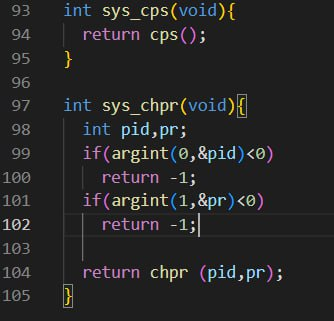 93 int sys_cps(void){
94   return cps();
95 }
96
97 int sys_chpr(void){
98   int pid,pr;
99   if(argint(0,&pid)<0)
100     return -1;
101   if(argint(1,&pr)<0)
102     return -1;
103
104   return chpr (pid,pr);
105 }